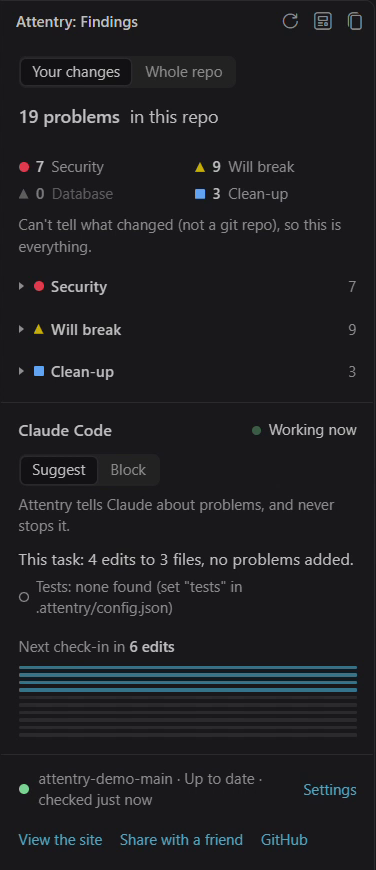 Attentry: Findings
Your changes Whole repo
19 problems in this repo
7 Security 9 Will break
0 Database 3 Clean-up
Can't tell what changed (not a git repo), so this is
everything.
Security 7
Will break 9
Clean-up 3
Claude Code Working now
Suggest Block
Attentry tells Claude about problems, and never
stops it.
This task: 4 edits to 3 files, no problems added.
Tests: none found (set "tests" in
.attentry/config.json)
Next check-in in 6 edits
attentry-demo-main · Up to date ·
checked just now
Settings
View the site Share with a friend GitHub